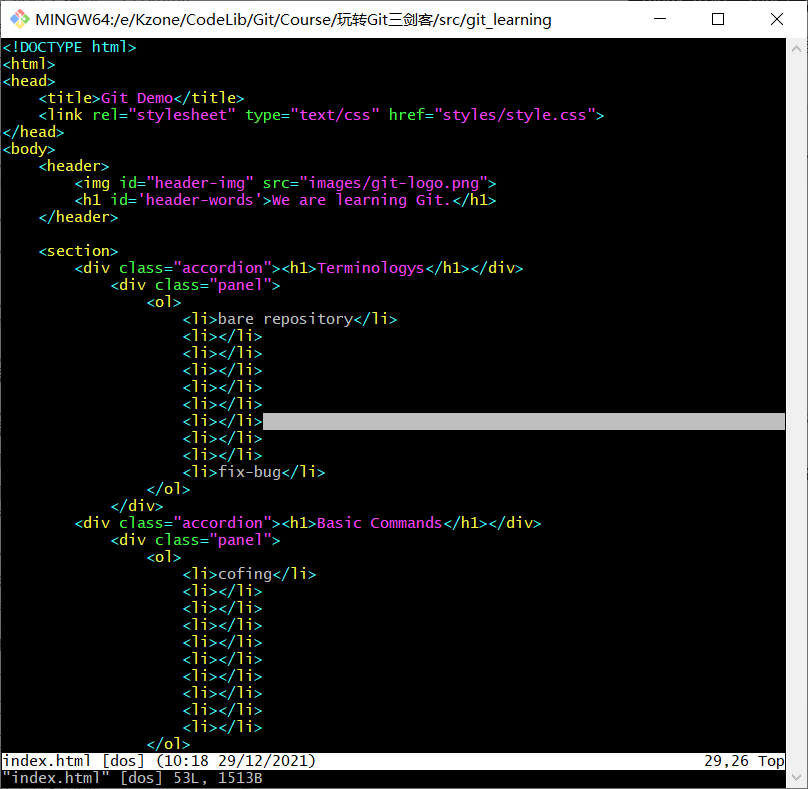 MINGW64:/e/Kzone/CodeLib/Git/Course/玩转Git三剑客/src/git_learning
<!DOCTYPE html>
<html>
<head>
    <title>Git Demo</title>
    <link rel="stylesheet" type="text/css" href="styles/style.css">
</head>
<body>
    <header>
        <img id="header-img" src="images/git-logo.png">
        <h1 id='header-words'>We are learning Git.</h1>
    </header>

    <section>
        <div class="accordion"><h1>Terminologys</h1></div>
            <div class="panel">
                <ol>
                    <li>bare repository</li>
                    <li></li>
                    <li></li>
                    <li></li>
                    <li></li>
                    <li></li>
                    <li></li>
                    <li></li>
                    <li></li>
                    <li>fix-bug</li>
                </ol>
            </div>
        <div class="accordion"><h1>Basic Commands</h1></div>
            <div class="panel">
                <ol>
                    <li>cofing</li>
                    <li></li>
                    <li></li>
                    <li></li>
                    <li></li>
                    <li></li>
                    <li></li>
                    <li></li>
                    <li></li>
                    <li></li>
                </ol>
index.html [dos] (10:18 29/12/2021) 29,26 Top
"index.html" [dos] 53L, 1513B